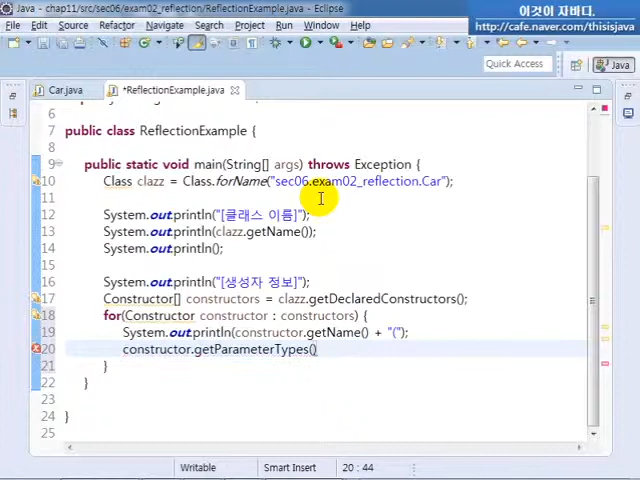 Java - chap11/src/sec06/exam02_reflection/ReflectionExample.java - Eclipse
이것이 자바다.
http://cafe.naver.com/thisisjava
File Edit Source Refactor Navigate Search Project Run Window Help
Quick Access
Java
Car.java
*ReflectionExample.java
6
7 public class ReflectionExample {
8
9 public static void main(String[] args) throws Exception {
10 Class clazz = Class.forName("sec06.exam02_reflection.Car");
11
12 System.out.println("[클래스 이름]");
13 System.out.println(clazz.getName());
14 System.out.println();
15
16 System.out.println("[생성자 정보]");
17 Constructor[] constructors = clazz.getDeclaredConstructors();
18 for(Constructor constructor : constructors) {
19 System.out.println(constructor.getName() + "(");
20 constructor.getParameterTypes()
21 }
22 }
23
24 }
25
Writable Smart Insert 20 : 44